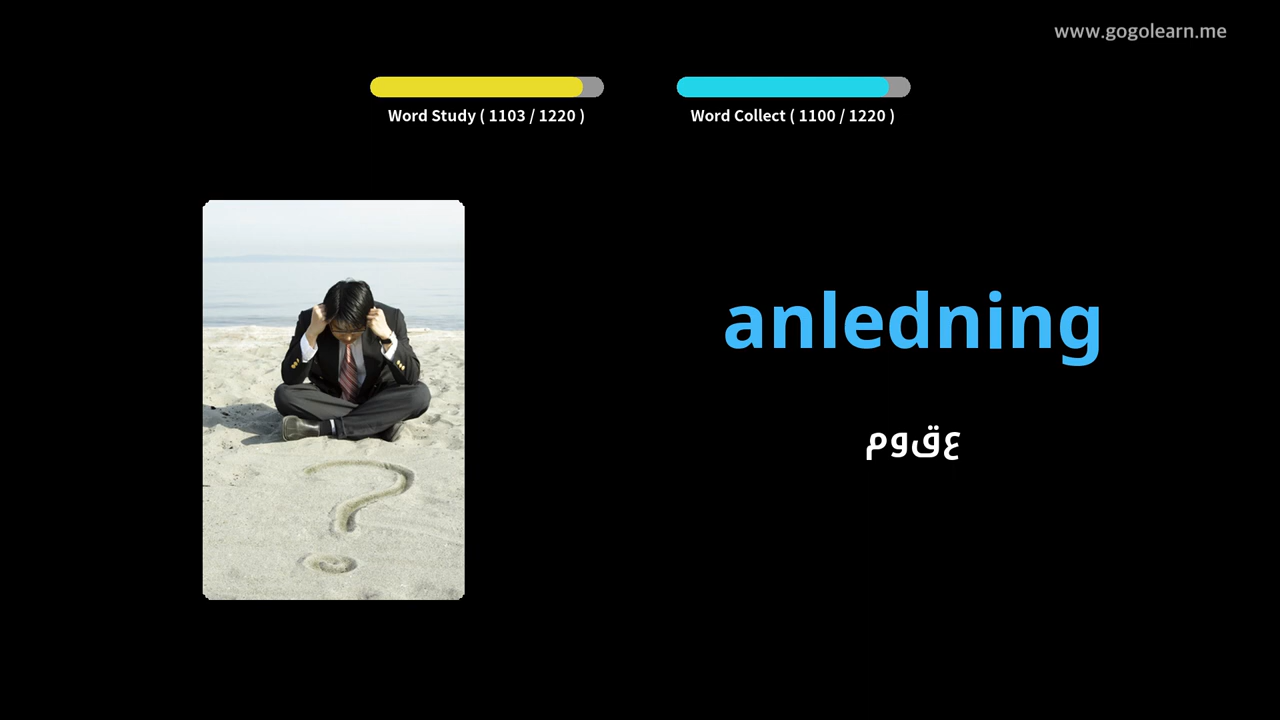 www.gogolearn.me
Word Study ( 1103 / 1220 )
Word Collect ( 1100 / 1220 )
anledning
عقوم